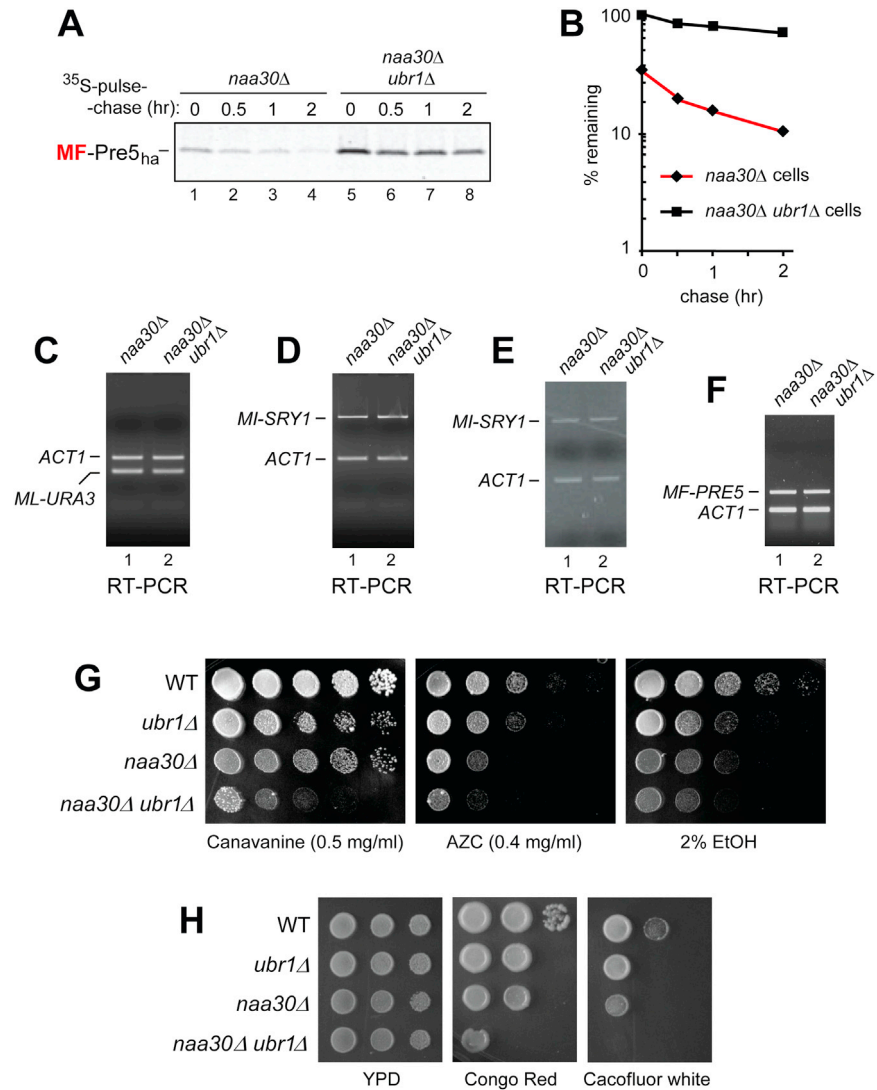 A
³⁵S-pulse-
-chase (hr):
naa30Δ
naa30Δ
ubr1Δ
0 0.5 1 2 0 0.5 1 2
MF-Pre5ha
1 2 3 4 5 6 7 8
B
% remaining
100
10
1
naa30Δ cells
naa30Δ ubr1Δ cells
0 1 2
chase (hr)
C
naa30Δ
naa30Δ
ubr1Δ
ACT1
ML-URA3
1 2
RT-PCR
D
naa30Δ
naa30Δ
ubr1Δ
MI-SRY1
ACT1
1 2
RT-PCR
E
naa30Δ
naa30Δ
ubr1Δ
MI-SRY1
ACT1
1 2
RT-PCR
F
naa30Δ
naa30Δ
ubr1Δ
MF-PRE5
ACT1
1 2
RT-PCR
G
WT
ubr1Δ
naa30Δ
naa30Δ ubr1Δ
Canavanine (0.5 mg/ml) AZC (0.4 mg/ml) 2% EtOH
H
WT
ubr1Δ
naa30Δ
naa30Δ ubr1Δ
YPD Congo Red Cacofluor white